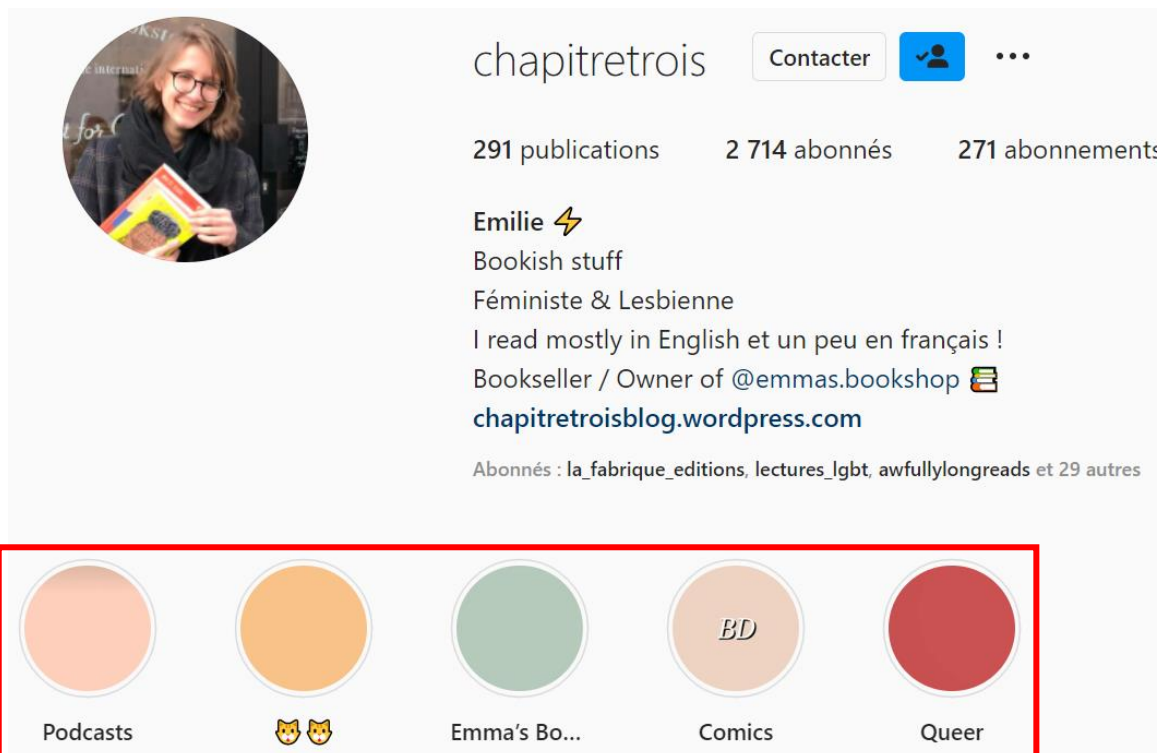 chapitretrois Contacter
291 publications 2 714 abonnés 271 abonnements
Emilie ⚡
Bookish stuff
Féministe & Lesbienne
I read mostly in English et un peu en français !
Bookseller / Owner of @emmas.bookshop 📚
chapitretroisblog.wordpress.com
Abonnés : la_fabrique_editions, lectures_lgbt, awfullylongreads et 29 autres
BD
Podcasts 🐱🐱 Emma's Bo... Comics Queer